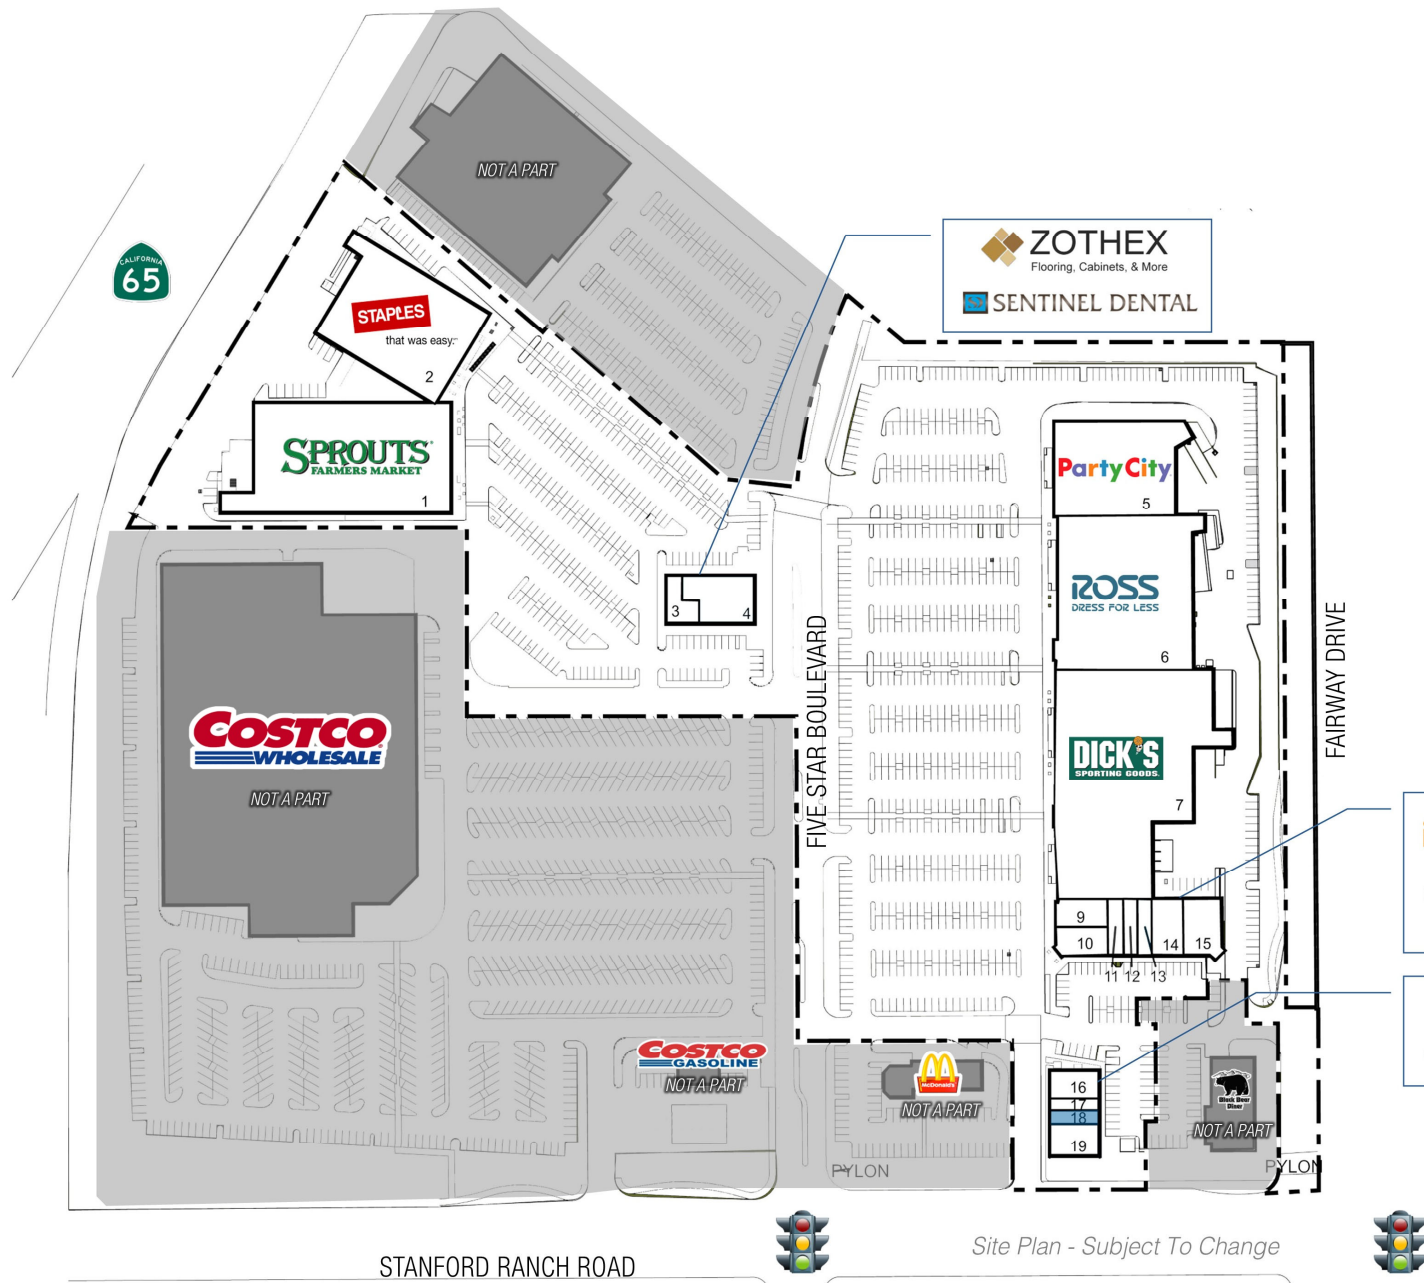 NOT A PART
CALIFORNIA
65
ZOTHEX
Flooring, Cabinets, & More
SENTINEL DENTAL
STAPLES
that was easy.
2
SPROUTS
FARMERS MARKET
1
Party City
5
ROSS
DRESS FOR LESS
6
3
4
FIVE STAR BOULEVARD
FAIRWAY DRIVE
COSTCO
WHOLESALE
NOT A PART
DICK'S
SPORTING GOODS
7
9
10
14
15
11
12
13
COSTCO
GASOLINE
NOT A PART
McDonald's
NOT A PART
16
17
18
19
Black Bear
Diner
NOT A PART
PYLON
PYLON
Site Plan - Subject To Change
STANFORD RANCH ROAD